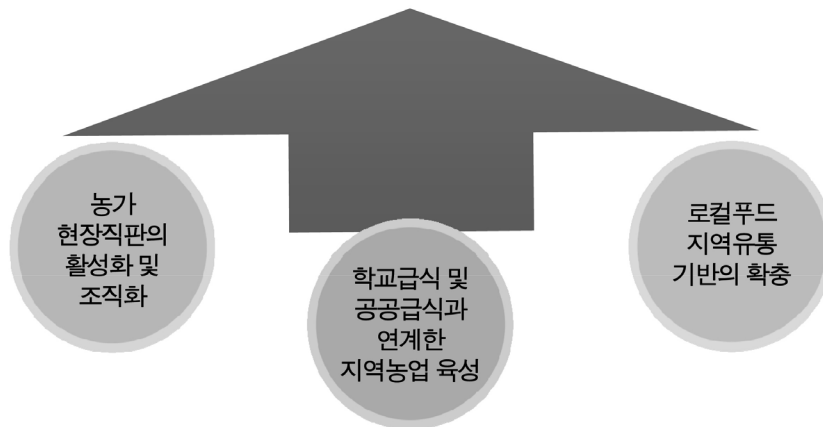 농가
현장직판의
활성화 및
조직화
학교급식 및
공공급식과
연계한
지역농업 육성
로컬푸드
지역유통
기반의 확충